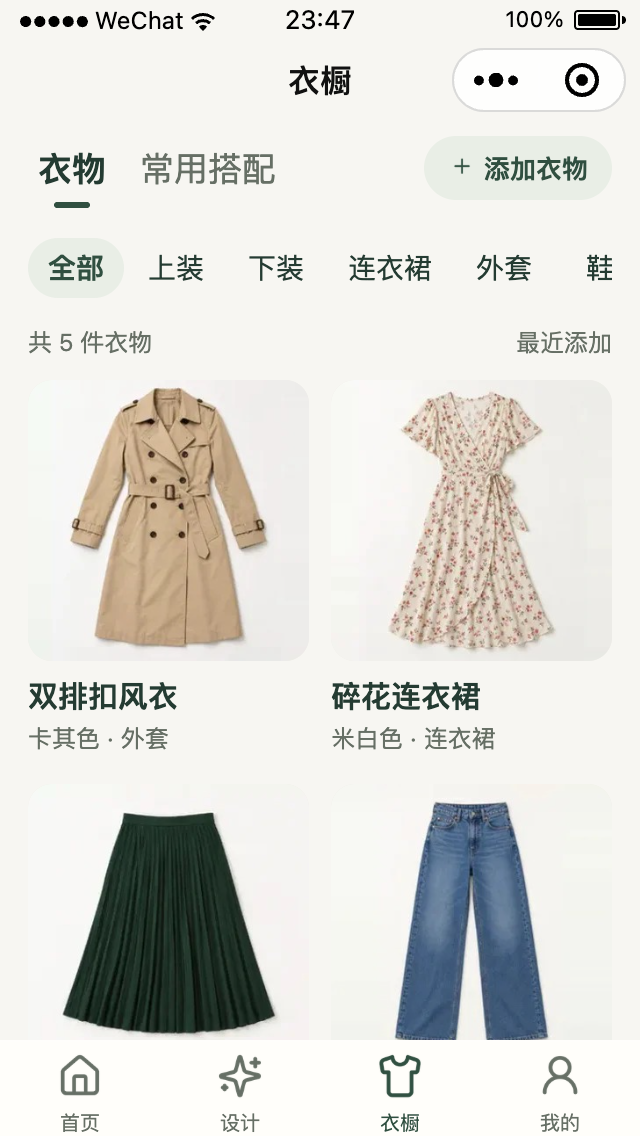 WeChat 23:47 100%
衣橱
衣物 常用搭配 + 添加衣物
全部 上装 下装 连衣裙 外套 鞋
共 5 件衣物 最近添加
双排扣风衣 碎花连衣裙
卡其色 · 外套 米白色 · 连衣裙
首页 设计 衣橱 我的